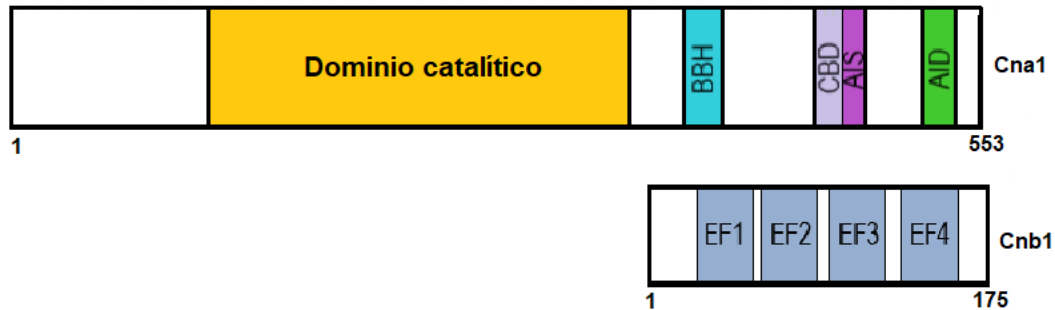 Dominio catalítico
BBH
CBD
AIS
AID
Cna1
1
553
EF1 EF2 EF3 EF4
Cnb1
1
175